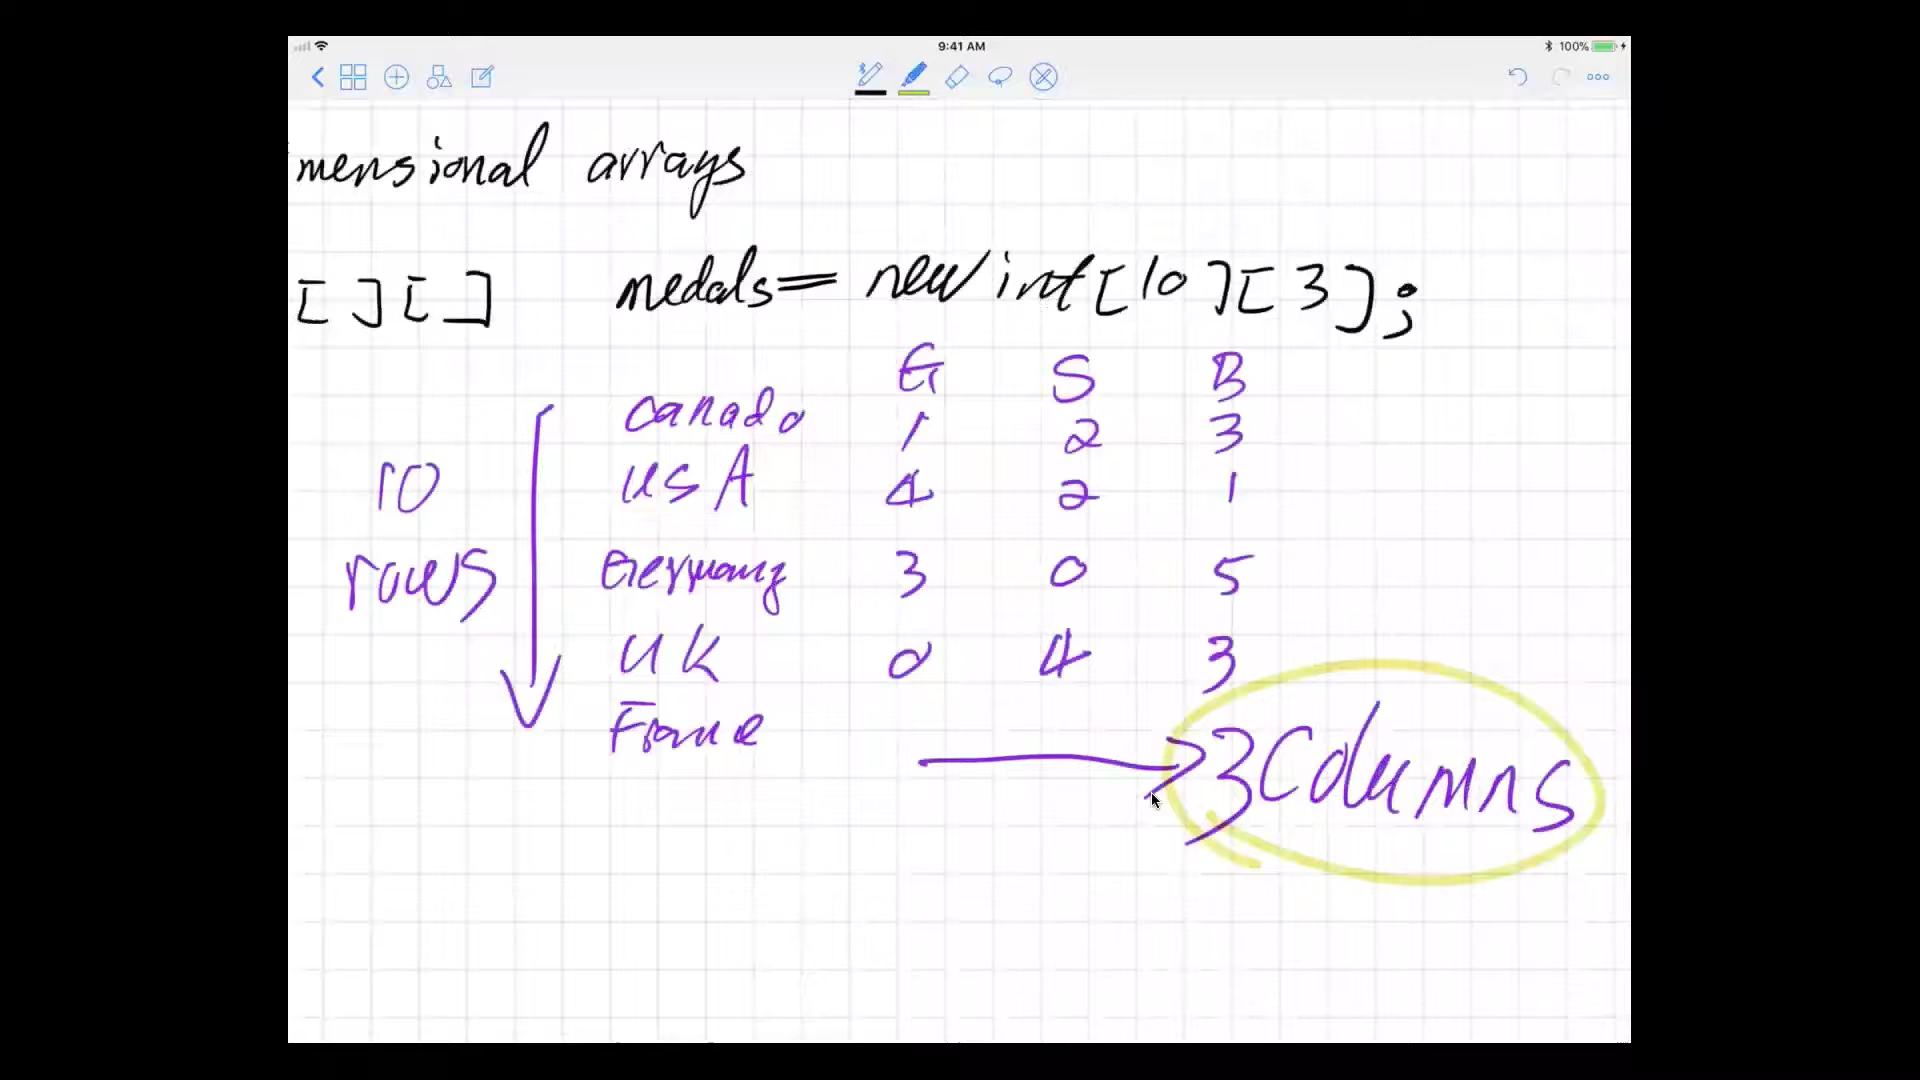 9:41 AM
100%
mensional arrays
[ ][ ] medals = new int[10][3];
G S B
Canada 1 2 3
USA 4 2 1
10
Germany 3 0 5
rows
UK 0 4 3
France
3 Columns